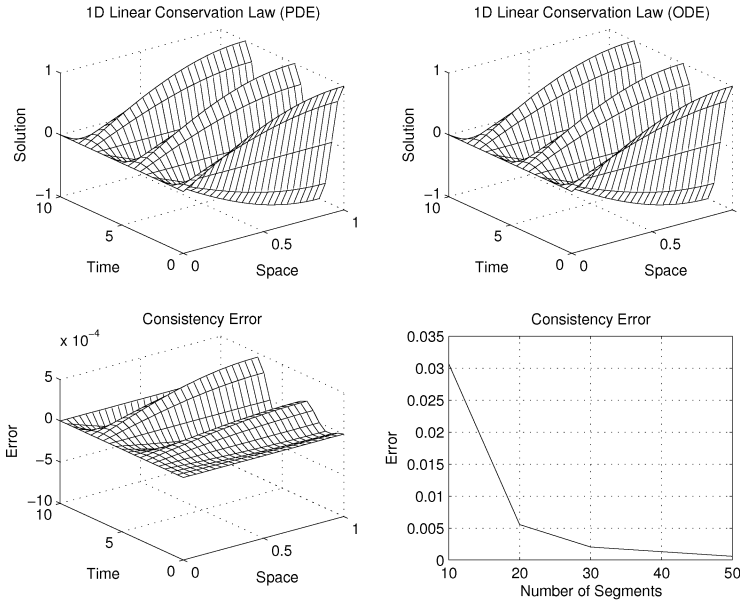 1D Linear Conservation Law (PDE)
1
0
−1
Solution
10
5
0
Time
0
0.5
1
Space
1D Linear Conservation Law (ODE)
1
0
−1
Solution
10
5
0
Time
0
0.5
Space
Consistency Error
x 10−4
5
0
−5
−10
Error
10
5
0
Time
0
0.5
1
Space
Consistency Error
0.035
0.03
0.025
0.02
0.015
0.01
0.005
0
Error
10
20
30
40
50
Number of Segments